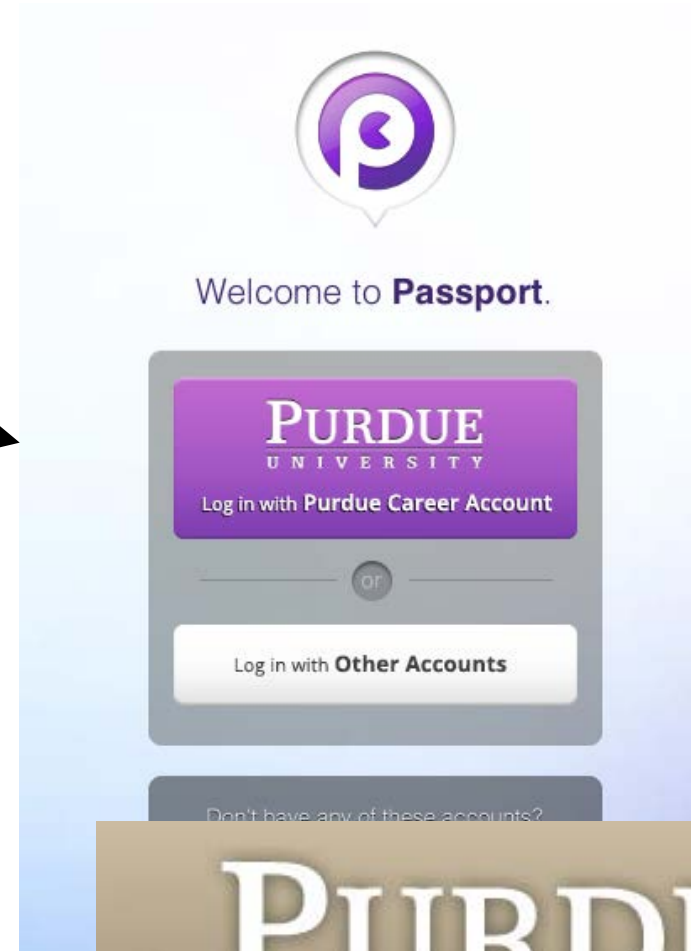 Welcome to Passport.
PURDUE
UNIVERSITY
Log in with Purdue Career Account
or
Log in with Other Accounts
Don't have any of these accounts?
PURD